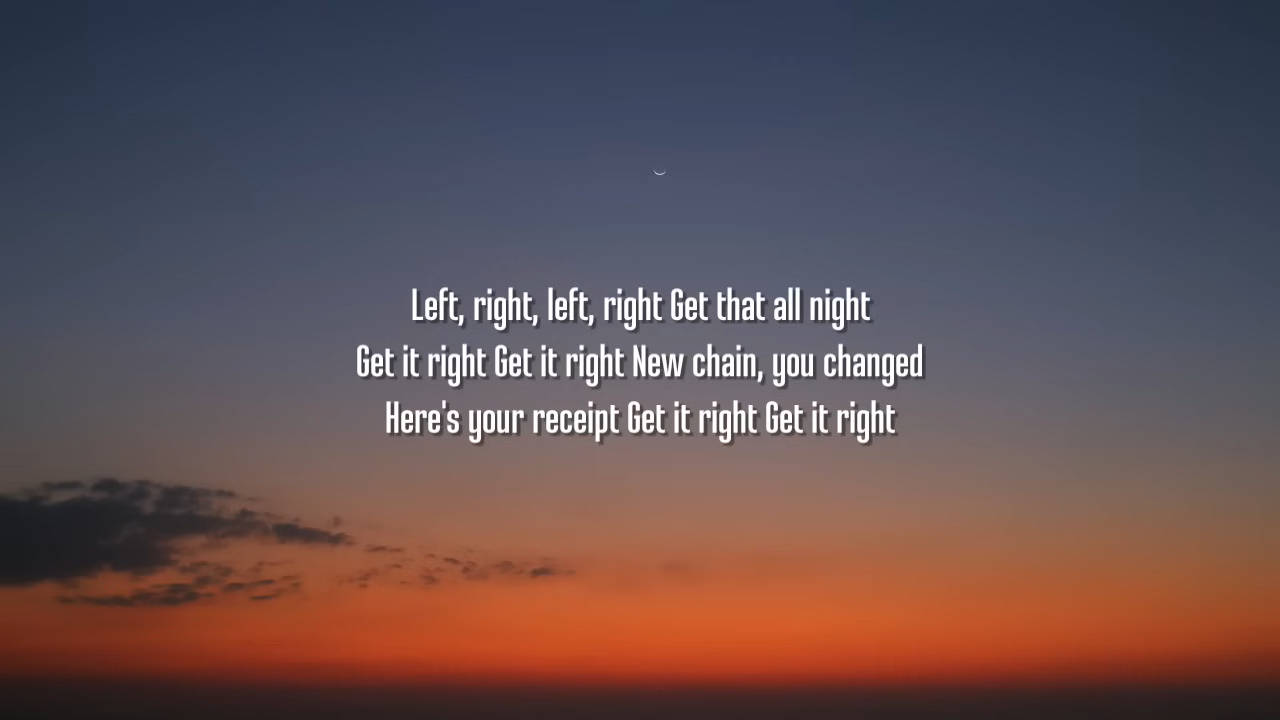 Left, right, left, right Get that all night
Get it right Get it right New chain, you changed
Here's your receipt Get it right Get it right